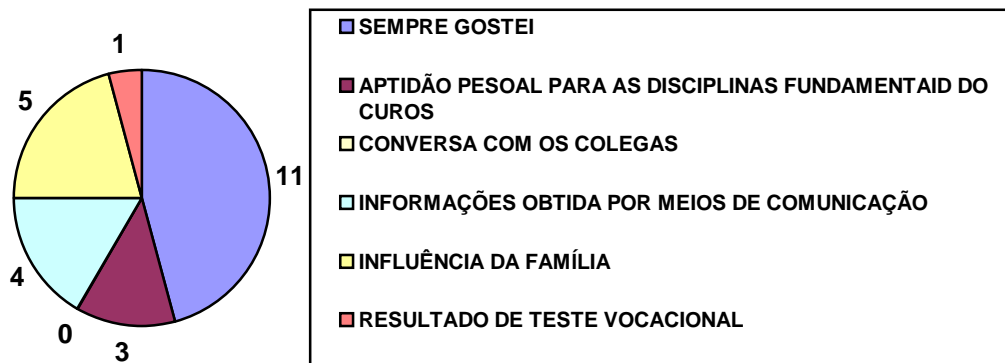 1
5
11
4
0
3
SEMPRE GOSTEI
APTIDÃO PESOAL PARA AS DISCIPLINAS FUNDAMENTAID DO
CUROS
CONVERSA COM OS COLEGAS
INFORMAÇÕES OBTIDA POR MEIOS DE COMUNICAÇÃO
INFLUÊNCIA DA FAMÍLIA
RESULTADO DE TESTE VOCACIONAL